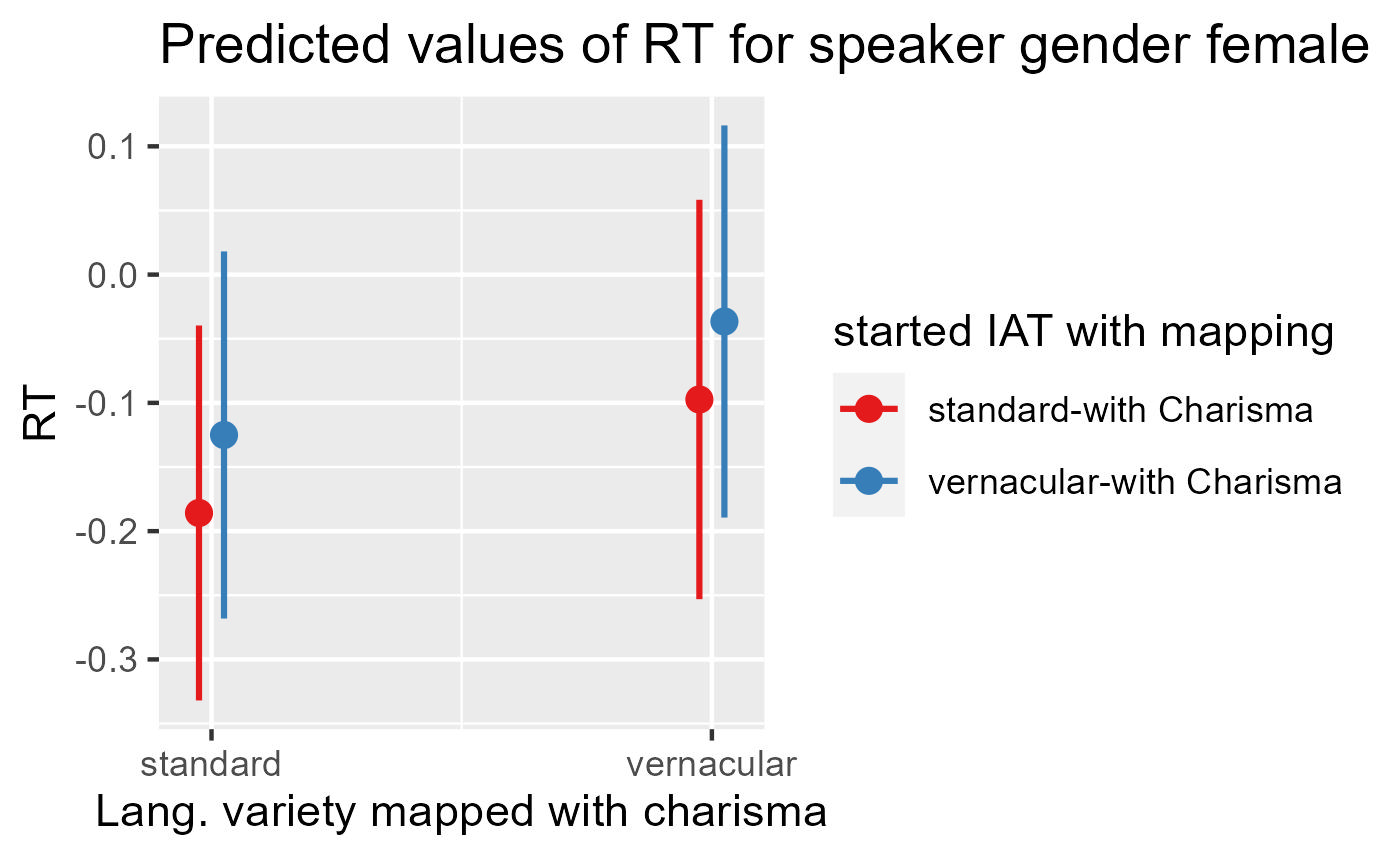 Predicted values of RT for speaker gender female
0.1
0.0
-0.1
-0.2
-0.3
RT
standard
vernacular
Lang. variety mapped with charisma
started IAT with mapping
standard-with Charisma
vernacular-with Charisma